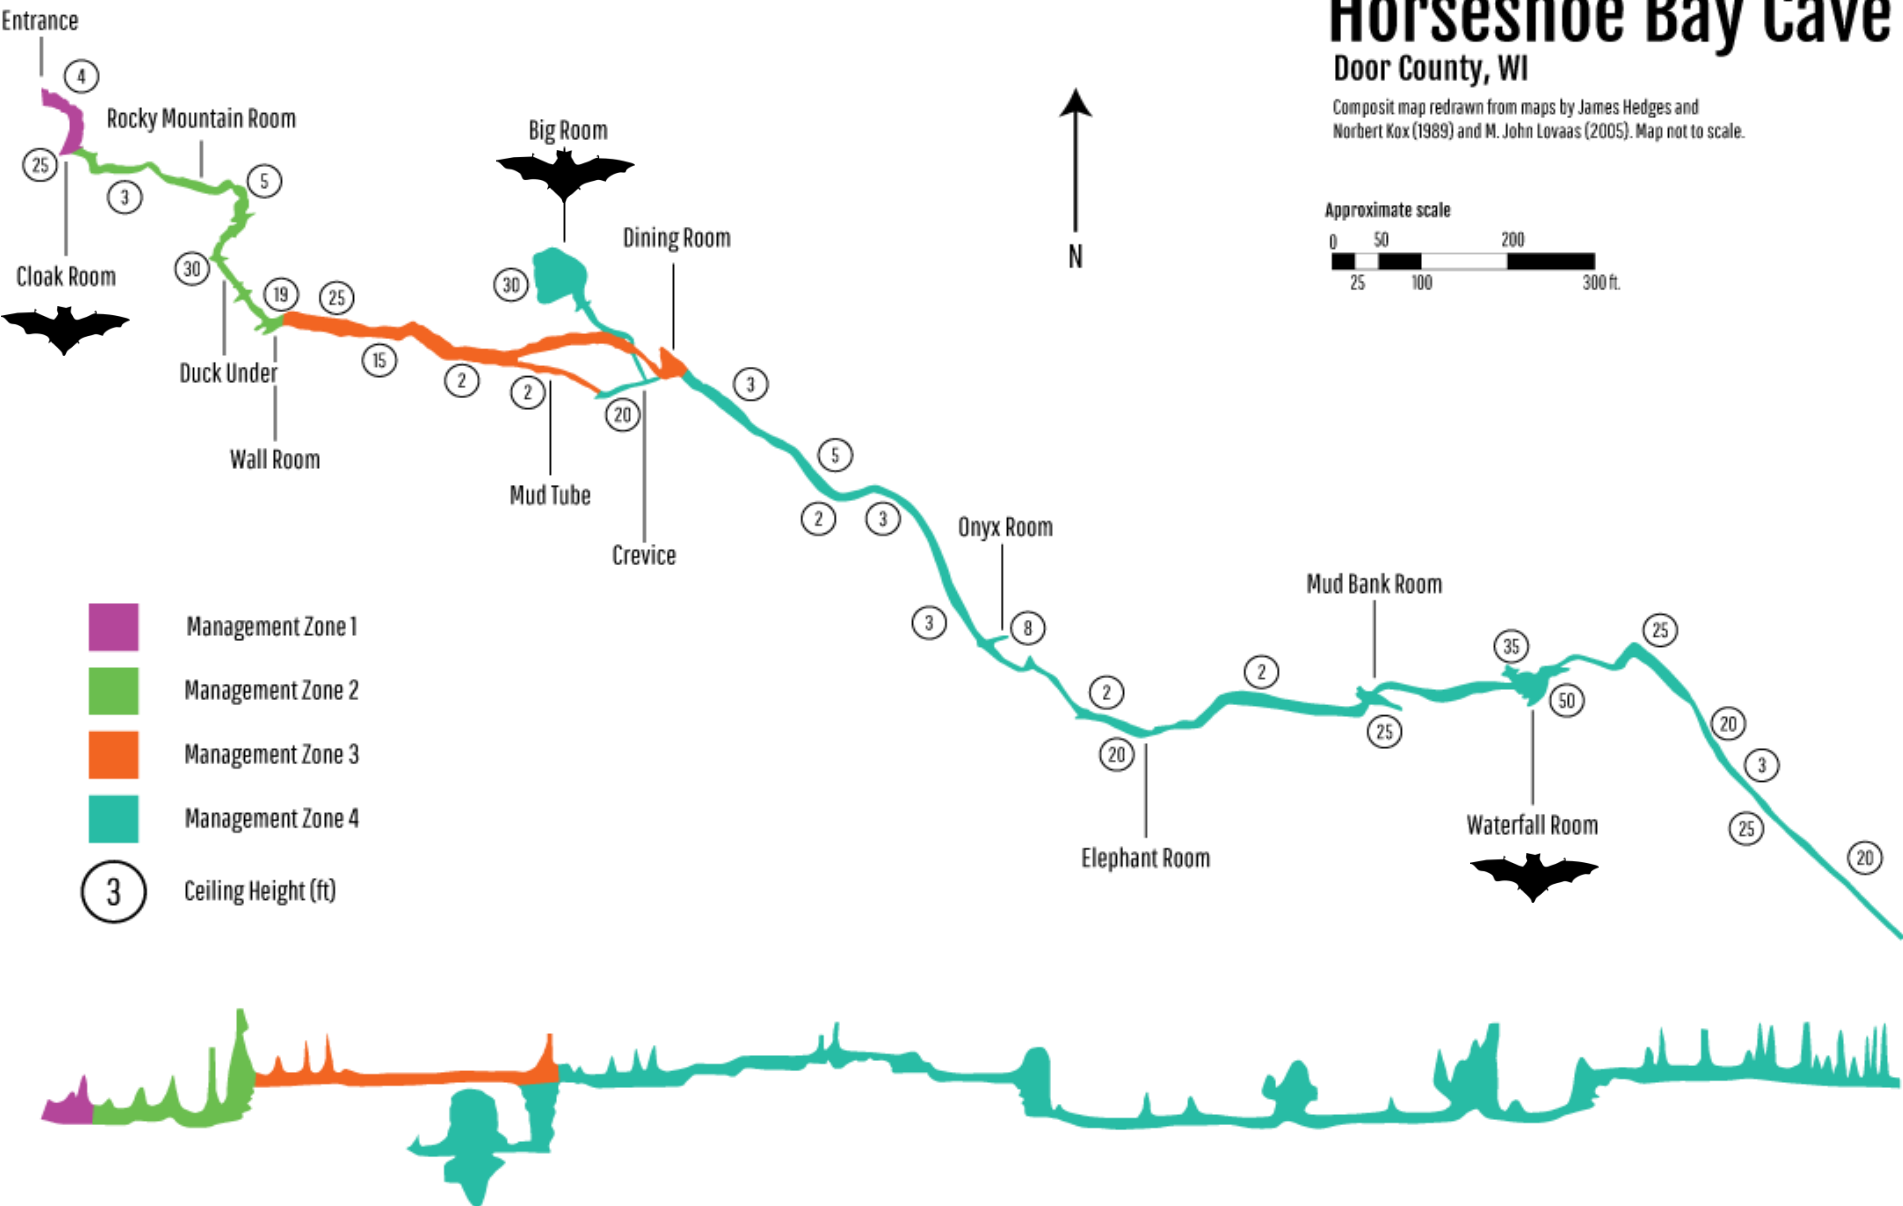 Horseshoe Bay Cave
Door County, WI
Composit map redrawn from maps by James Hedges and
Norbert Kox (1989) and M. John Lovaas (2005). Map not to scale.
Approximate scale
0 50 200
25 100 300 ft.
N
Entrance
4
Rocky Mountain Room
25
3
5
Cloak Room
30
19
25
Duck Under
15
2
Wall Room
Big Room
30
Dining Room
2
20
Mud Tube
Crevice
3
5
2
3
Onyx Room
3
8
2
20
Elephant Room
2
Mud Bank Room
25
35
50
Waterfall Room
25
20
3
25
20
Management Zone 1
Management Zone 2
Management Zone 3
Management Zone 4
3 Ceiling Height (ft)